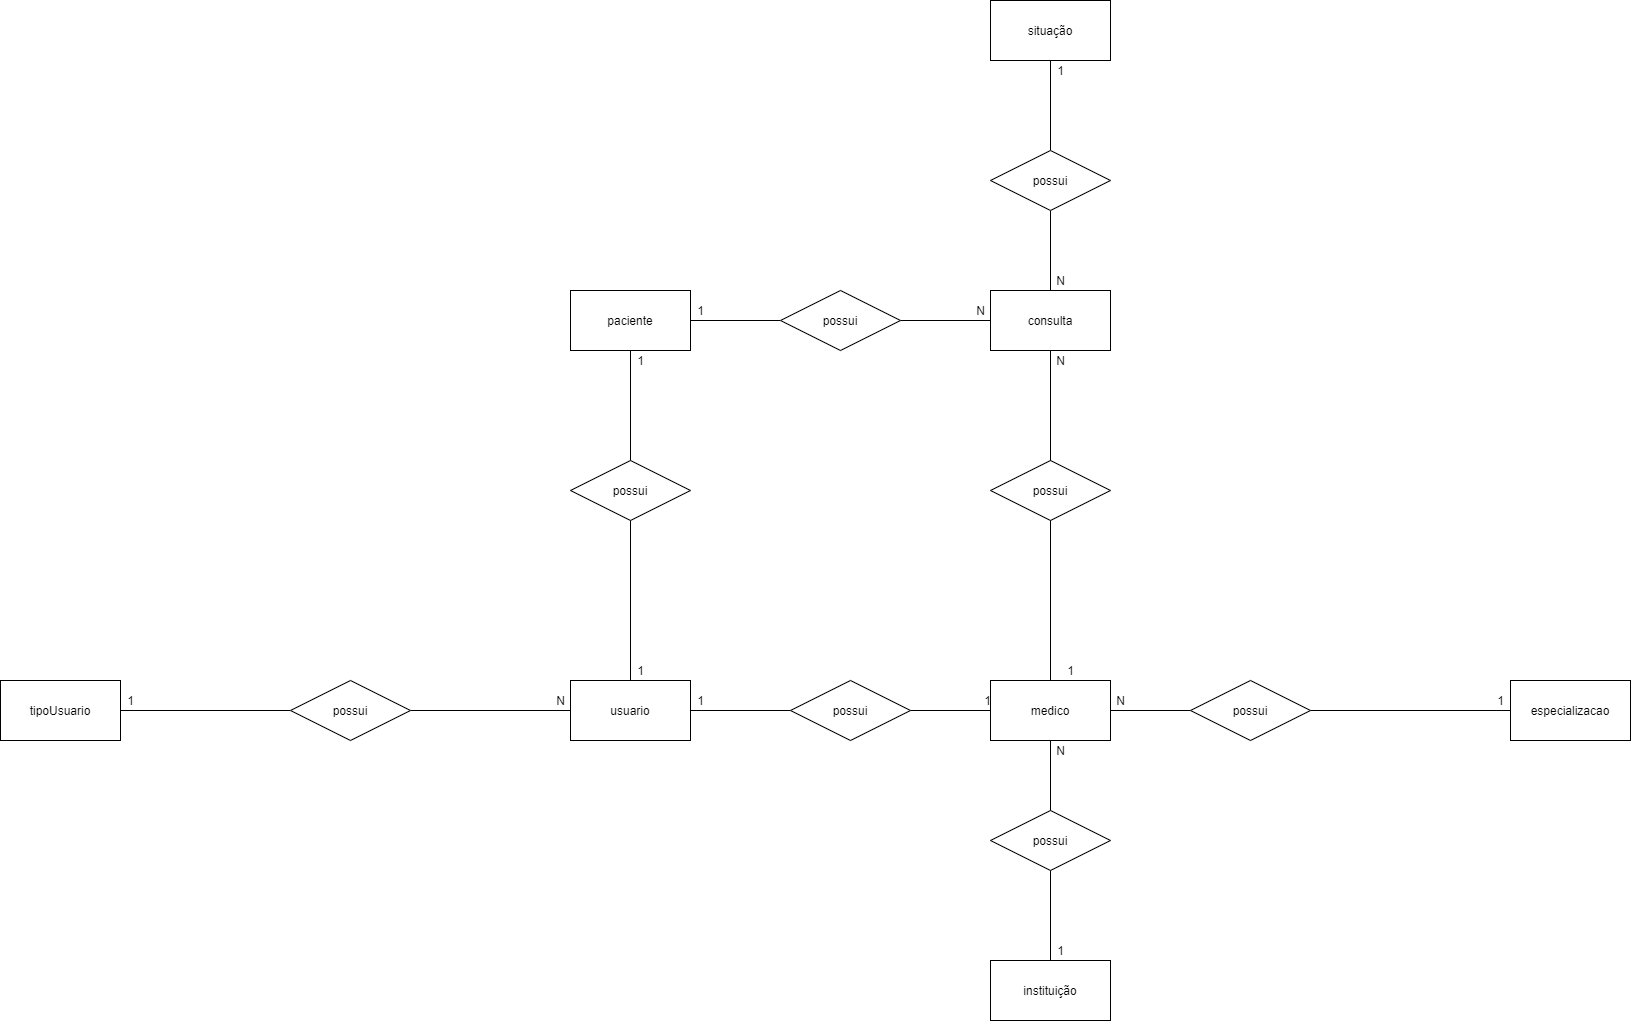 situação
1
possui
N
paciente
1
possui
N
consulta
1
N
possui
possui
1
1
tipoUsuario
1
possui
N
usuario
1
possui
1
medico
N
possui
1
especializacao
N
possui
1
instituição